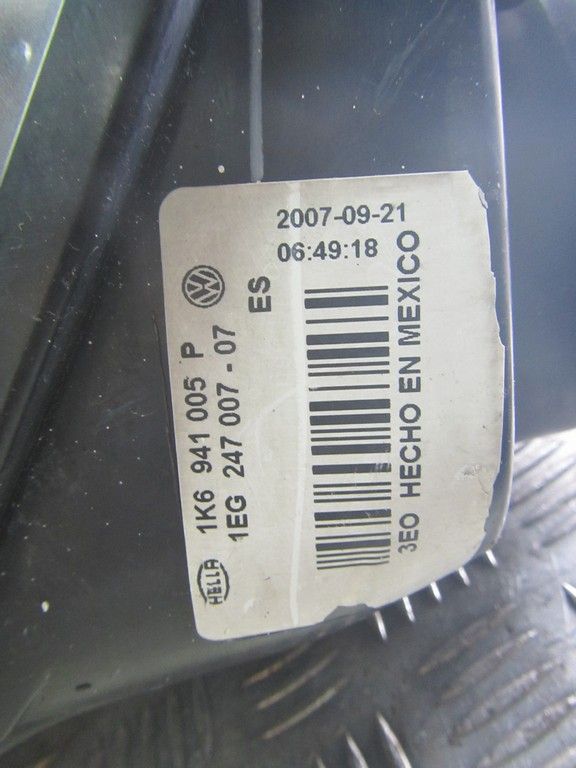 2007-09-21
06:49:18
ES
1K6 941 005 P
1EG 247 007 - 07
HELLA
3EO HECHO EN MEXICO